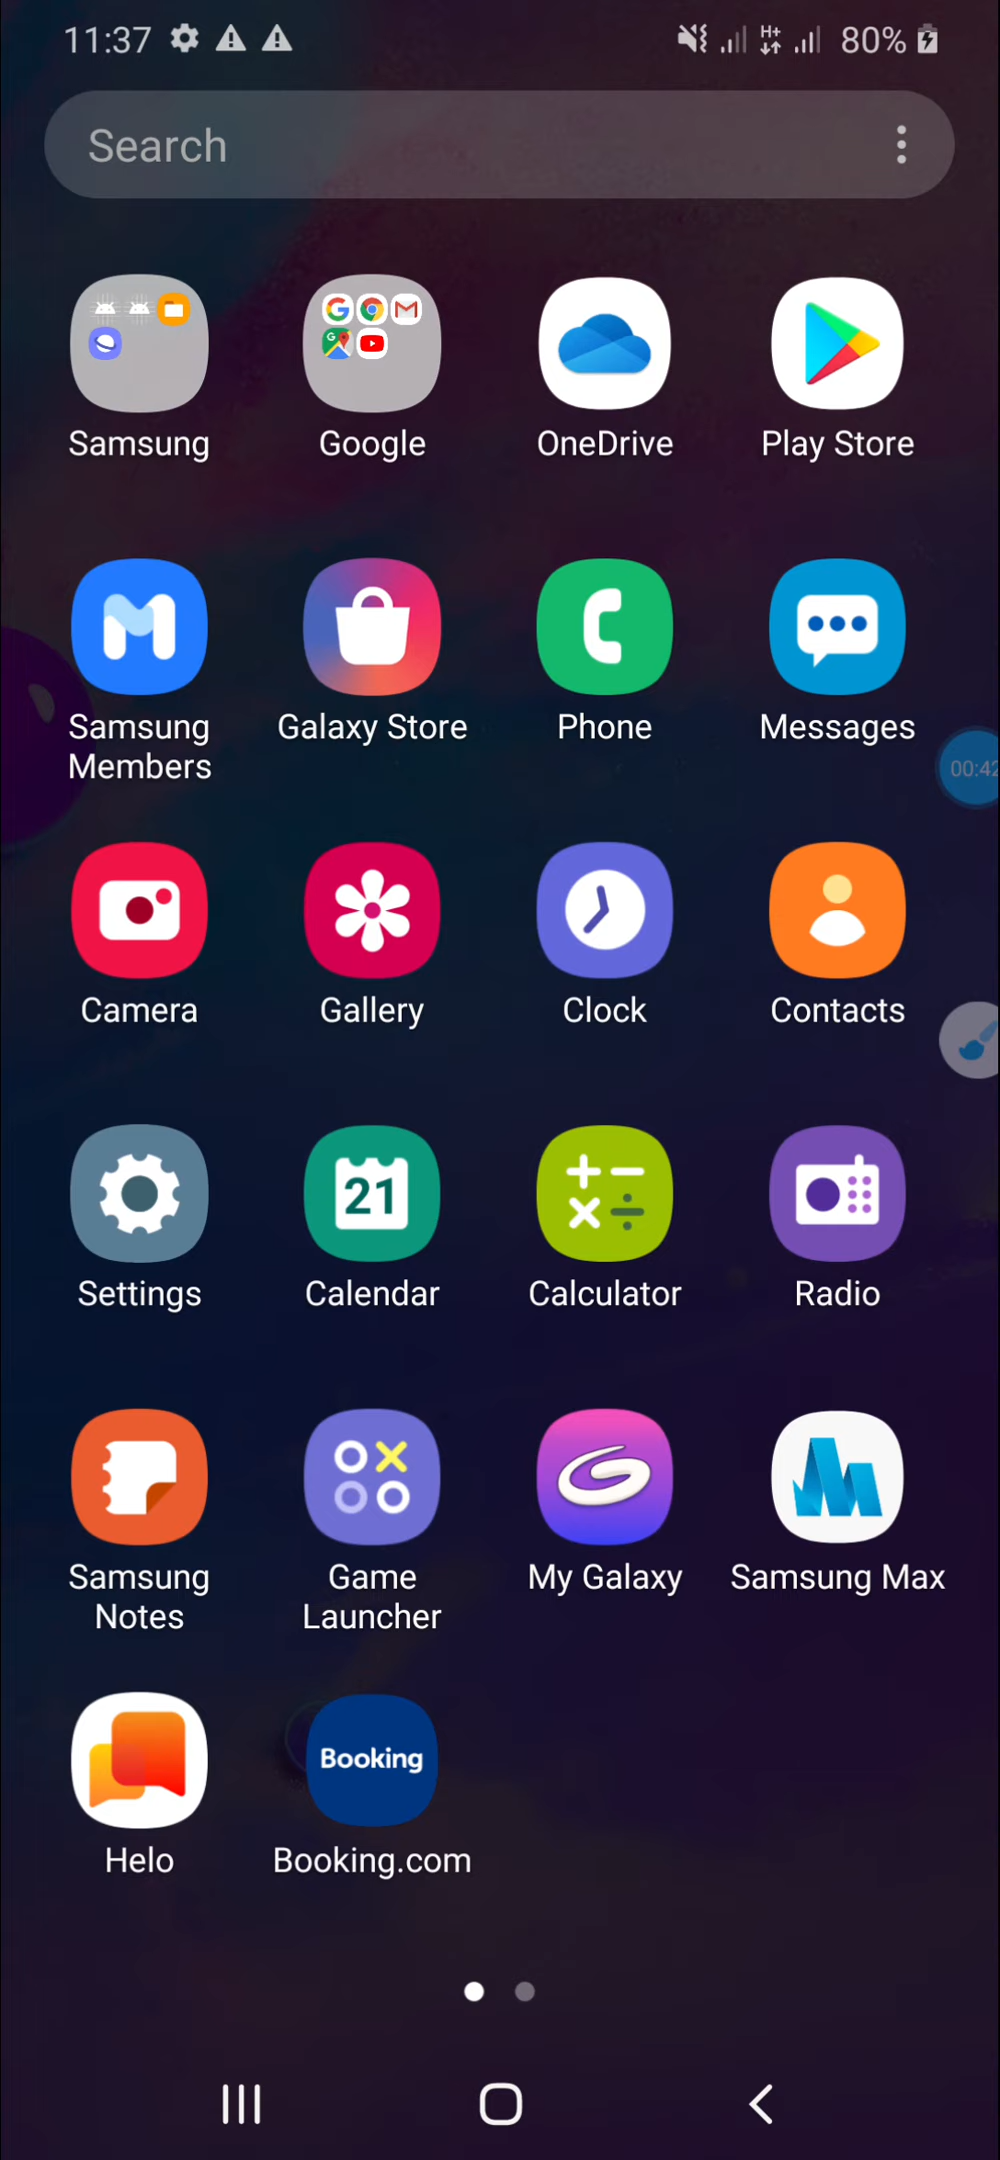 11:37 80%
Search
Samsung Google OneDrive Play Store
Samsung Members Galaxy Store Phone Messages
00:42
Camera Gallery Clock Contacts
21
Settings Calendar Calculator Radio
Samsung Notes Game Launcher My Galaxy Samsung Max
Booking
Helo Booking.com